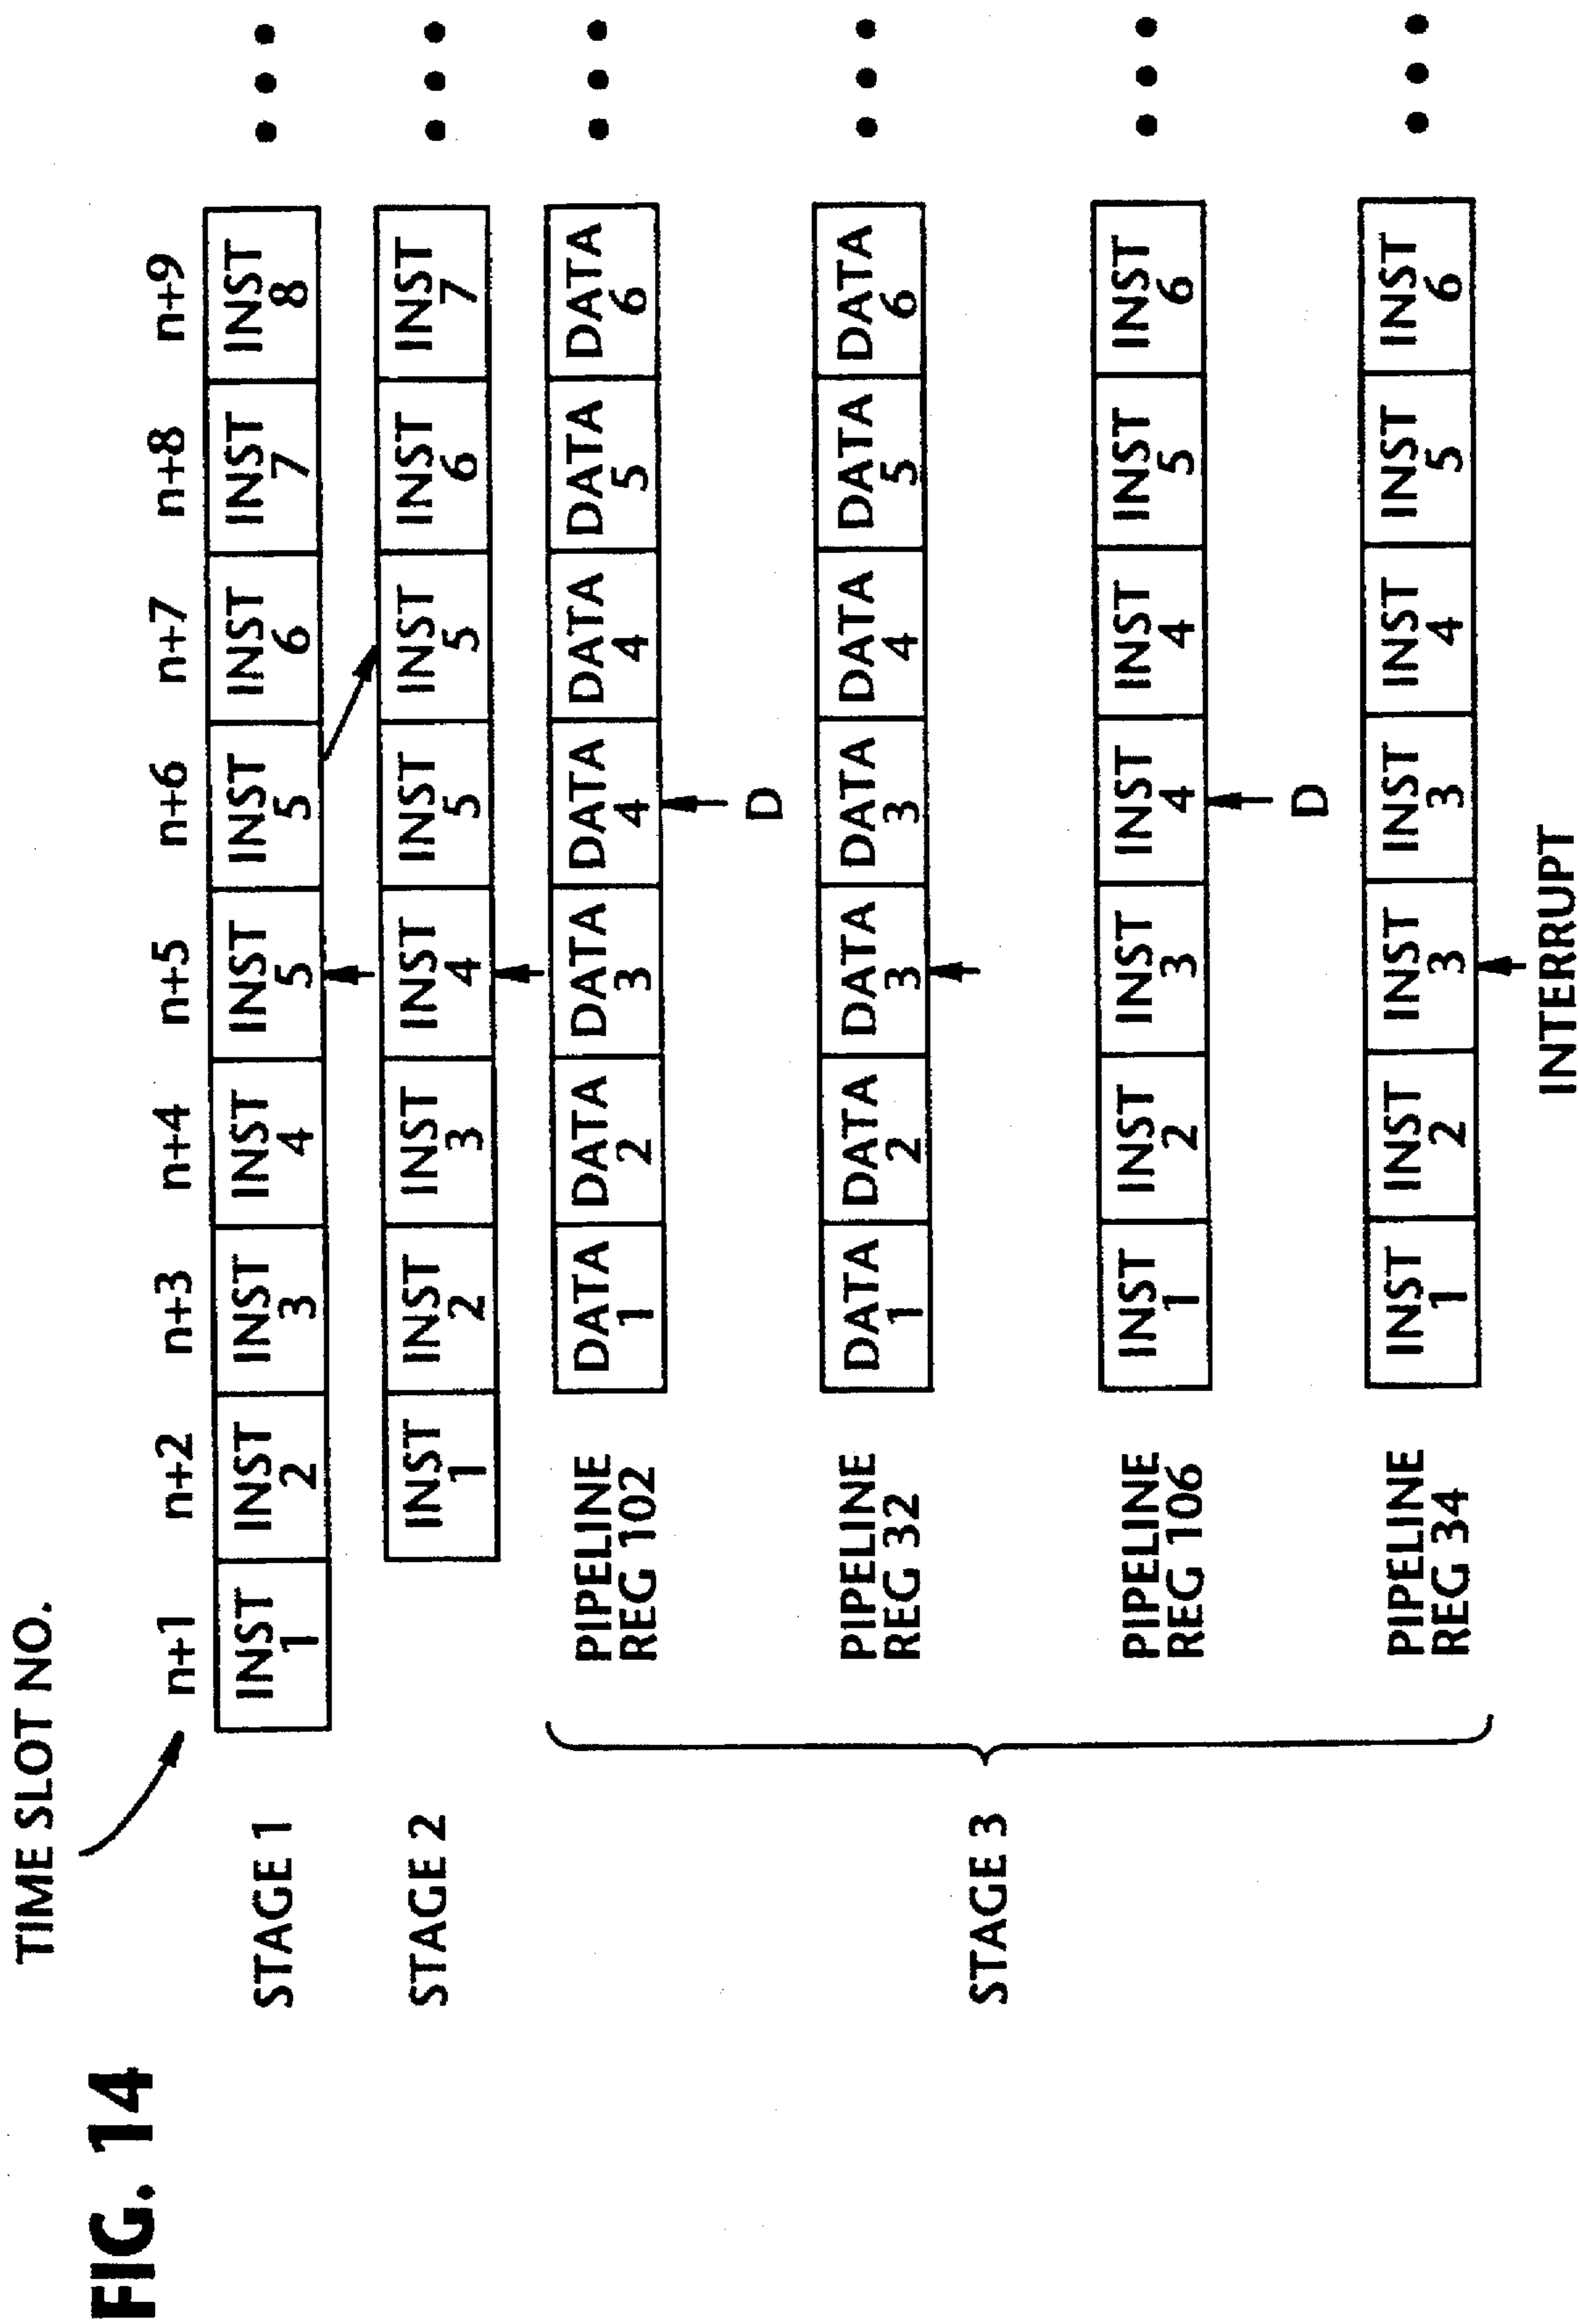 FIG. 14
TIME SLOT NO.
n+1 n+2 n+3 n+4 n+5 n+6 n+7 n+8 n+9
STAGE 1
INST 1 INST 2 INST 3 INST 4 INST 5 INST 5 INST 6 INST 7 INST 8
STAGE 2
INST 1 INST 2 INST 3 INST 4 INST 5 INST 5 INST 6 INST 7
STAGE 3
PIPELINE
REG 102
DATA 1 DATA 2 DATA 3 DATA 4 DATA 4 DATA 5 DATA 6
D
PIPELINE
REG 32
DATA 1 DATA 2 DATA 3 DATA 3 DATA 4 DATA 5 DATA 6
PIPELINE
REG 106
INST 1 INST 2 INST 3 INST 4 INST 4 INST 5 INST 6
D
PIPELINE
REG 34
INST 1 INST 2 INST 3 INST 3 INST 4 INST 5 INST 6
INTERRUPT